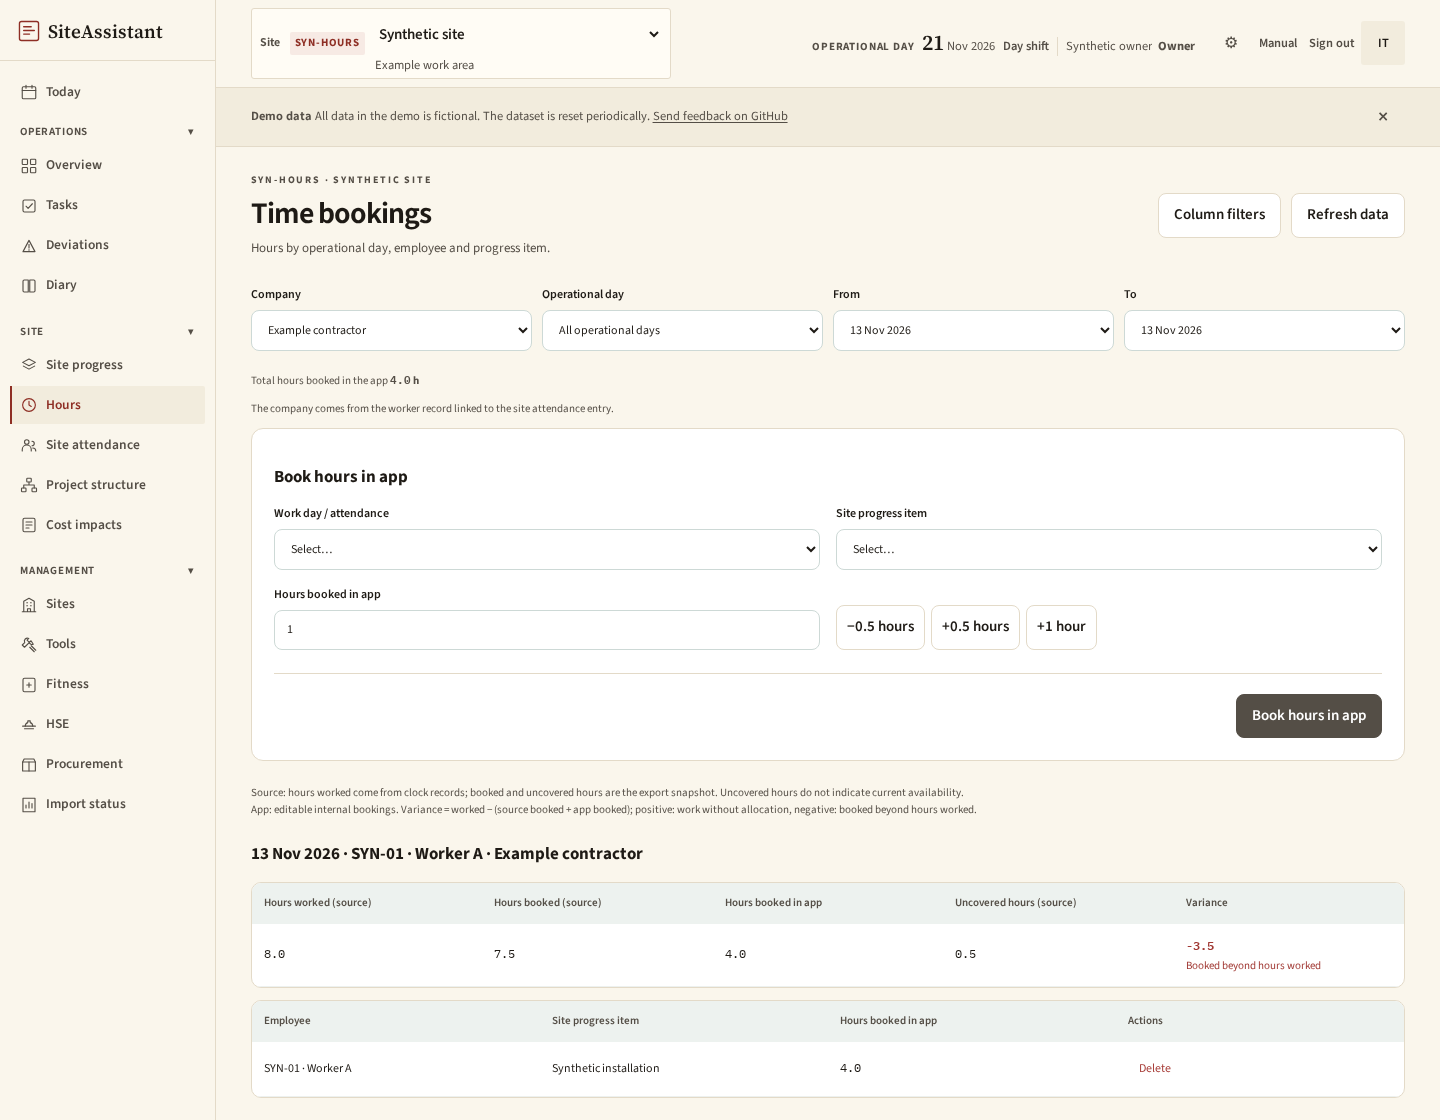 SiteAssistant
Today
OPERATIONS
Overview
Tasks
Deviations
Diary
SITE
Site progress
Hours
Site attendance
Project structure
Cost impacts
MANAGEMENT
Sites
Tools
Fitness
HSE
Procurement
Import status
Site SYN-HOURS Synthetic site
Example work area
OPERATIONAL DAY 21 Nov 2026 Day shift Synthetic owner Owner Manual Sign out IT
Demo data All data in the demo is fictional. The dataset is reset periodically. Send feedback on GitHub
SYN-HOURS · SYNTHETIC SITE
Time bookings
Hours by operational day, employee and progress item.
Column filters Refresh data
Company Operational day From To
Example contractor All operational days 13 Nov 2026 13 Nov 2026
Total hours booked in the app 4.0 h
The company comes from the worker record linked to the site attendance entry.
Book hours in app
Work day / attendance Site progress item
Select... Select...
Hours booked in app
1 −0.5 hours +0.5 hours +1 hour
Book hours in app
Source: hours worked come from clock records; booked and uncovered hours are the export snapshot. Uncovered hours do not indicate current availability.
App: editable internal bookings. Variance = worked − (source booked + app booked); positive: work without allocation, negative: booked beyond hours worked.
13 Nov 2026 · SYN-01 · Worker A · Example contractor
Hours worked (source) Hours booked (source) Hours booked in app Uncovered hours (source) Variance
8.0 7.5 4.0 0.5 -3.5
Booked beyond hours worked
Employee Site progress item Hours booked in app Actions
SYN-01 · Worker A Synthetic installation 4.0 Delete